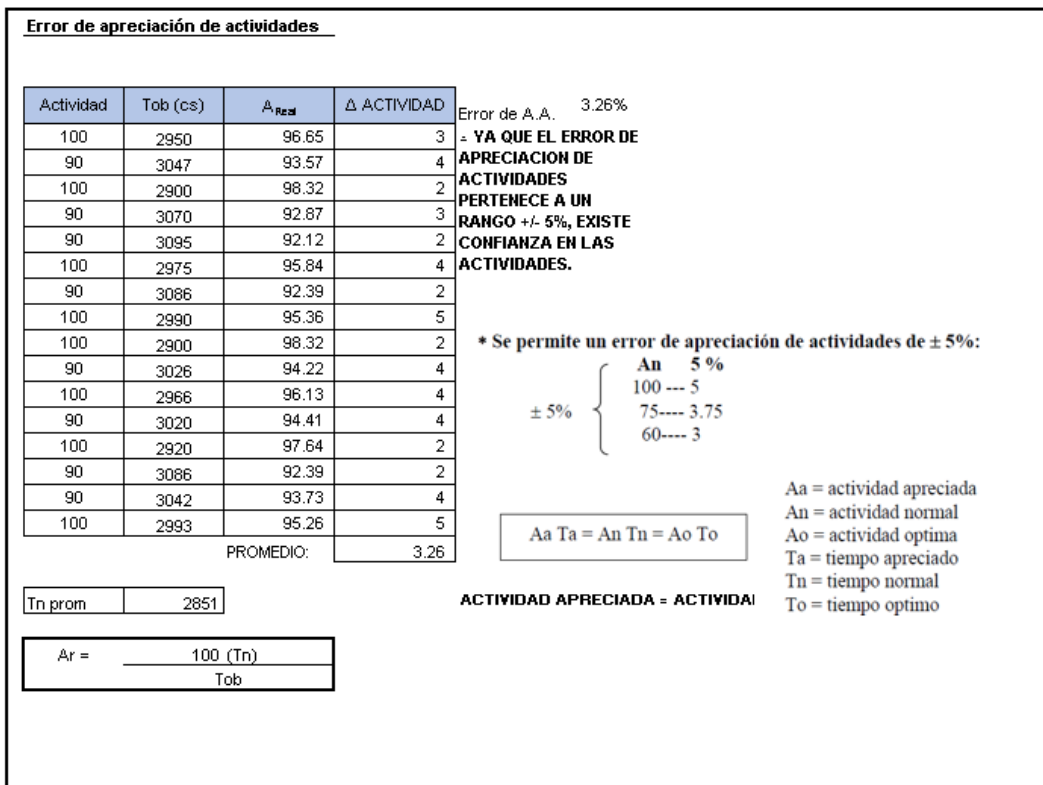 Error de apreciación de actividades
Actividad Tob (cs) A Real Δ ACTIVIDAD
100 2950 96.65 3
90 3047 93.57 4
100 2900 98.32 2
90 3070 92.87 3
90 3095 92.12 2
100 2975 95.84 4
90 3086 92.39 2
100 2990 95.36 5
100 2900 98.32 2
90 3026 94.22 4
100 2966 96.13 4
90 3020 94.41 4
100 2920 97.64 2
90 3086 92.39 2
90 3042 93.73 4
100 2993 95.26 5
PROMEDIO: 3.26
Error de A.A. 3.26%
= YA QUE EL ERROR DE
APRECIACION DE
ACTIVIDADES
PERTENECE A UN
RANGO +/- 5%, EXISTE
CONFIANZA EN LAS
ACTIVIDADES.
* Se permite un error de apreciación de actividades de ± 5%:
An 5 %
100 --- 5
± 5%
75---- 3.75
60---- 3
Aa Ta = An Tn = Ao To
Aa = actividad apreciada
An = actividad normal
Ao = actividad optima
Ta = tiempo apreciado
Tn = tiempo normal
To = tiempo optimo
Tn prom 2851
ACTIVIDAD APRECIADA = ACTIVIDA
Ar = 100 (Tn)
Tob